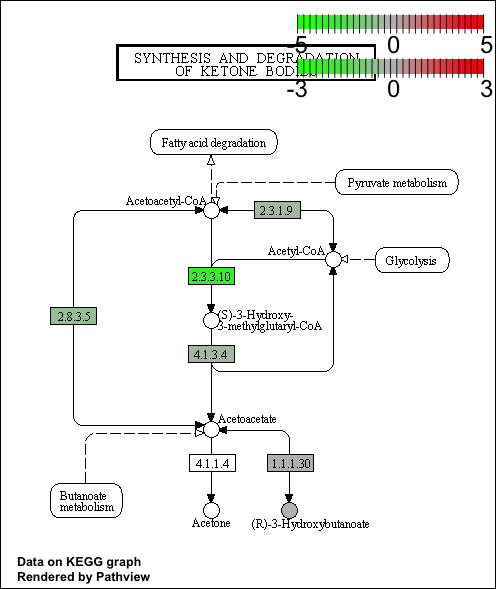 -5 0 5
SYNTHESIS AND DEGRADATION
OF KETONE BODIES
-3 0 3
Fatty acid degradation
Pyruvate metabolism
Acetoacetyl-CoA
2.3.1.9
Acetyl-CoA
Glycolysis
2.3.3.10
2.8.3.5
(S)-3-Hydroxy-
3-methylglutaryl-CoA
4.1.3.4
Acetoacetate
4.1.1.4
1.1.1.30
Butanoate
metabolism
Acetone
(R)-3-Hydroxybutanoate
Data on KEGG graph
Rendered by Pathview